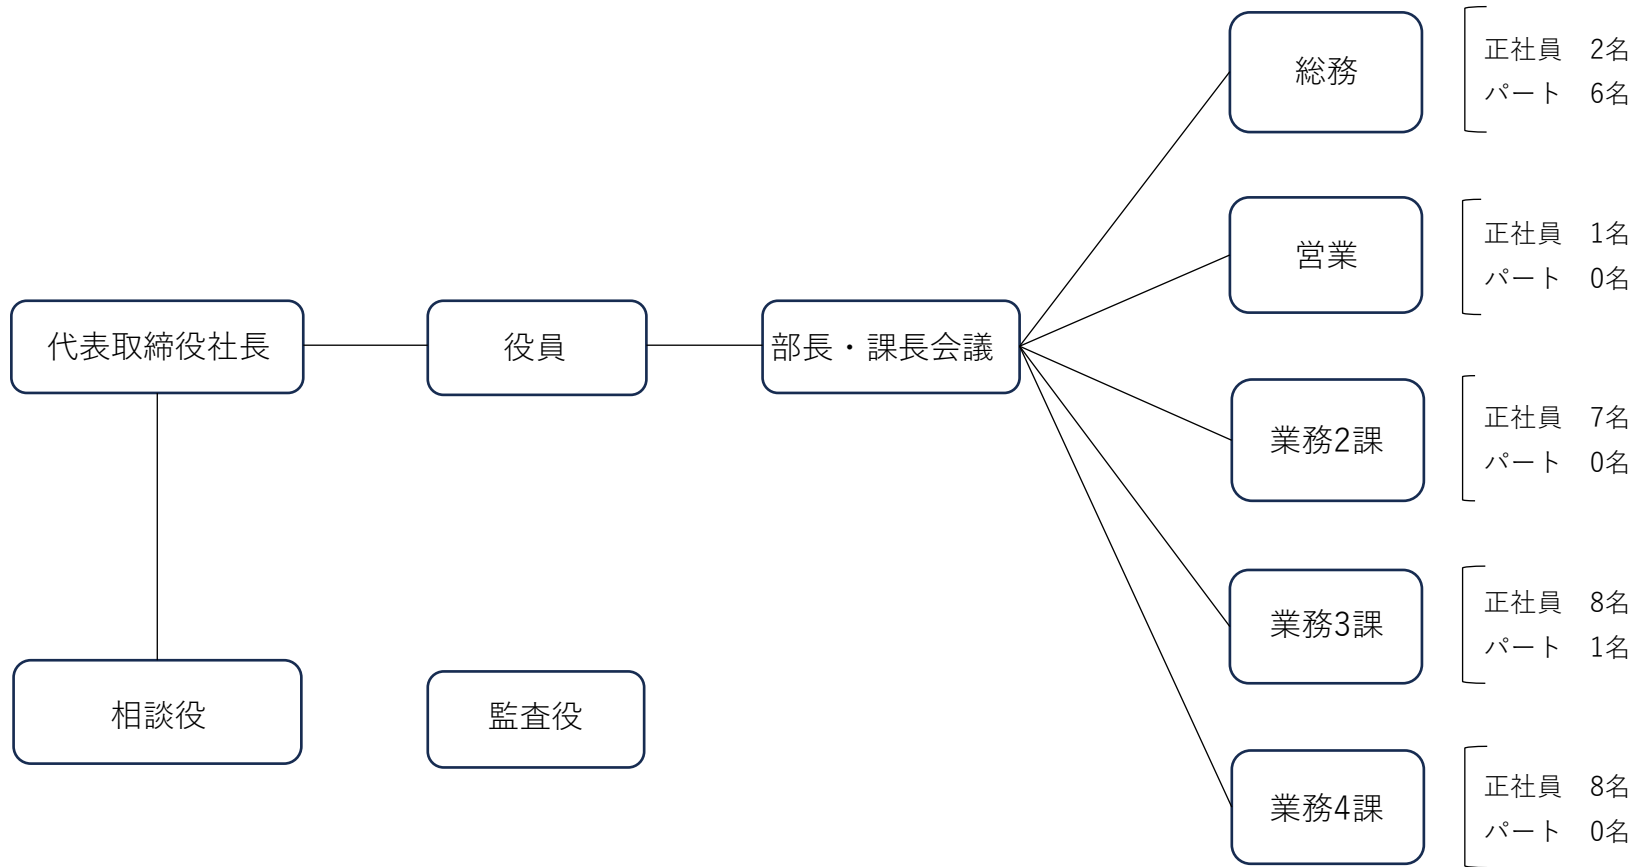 総務
正社員　2名
パート　6名
営業
正社員　1名
パート　0名
代表取締役社長
役員
部長・課長会議
業務2課
正社員　7名
パート　0名
業務3課
正社員　8名
パート　1名
相談役
監査役
業務4課
正社員　8名
パート　0名